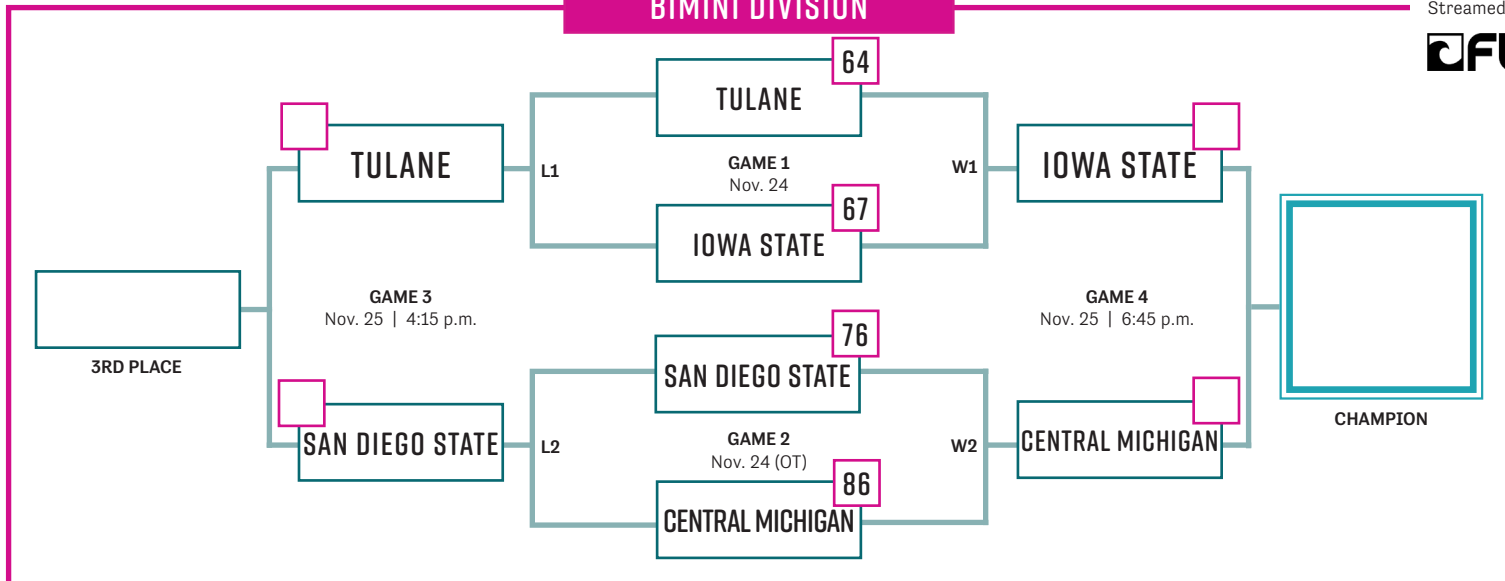 BIMINI DIVISION
Streamed
64
TULANE
TULANE
L1
GAME 1
Nov. 24
W1
IOWA STATE
67
IOWA STATE
GAME 3
Nov. 25 | 4:15 p.m.
GAME 4
Nov. 25 | 6:45 p.m.
3RD PLACE
76
SAN DIEGO STATE
CHAMPION
SAN DIEGO STATE
L2
GAME 2
Nov. 24 (OT)
W2
CENTRAL MICHIGAN
86
CENTRAL MICHIGAN